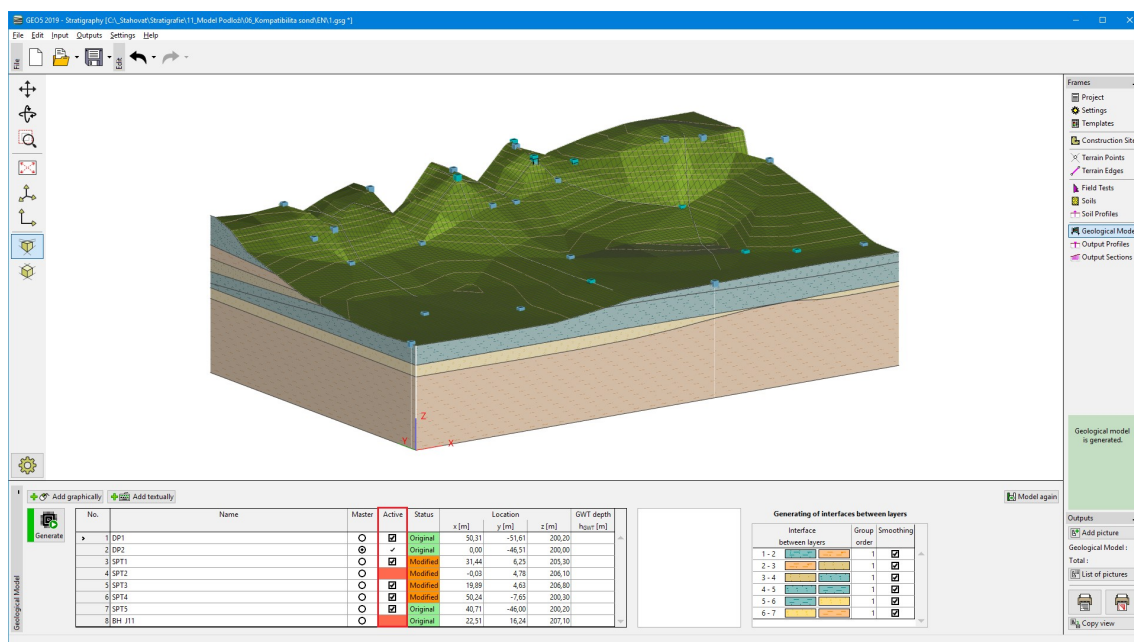 GEO5 2019 - Stratigraphy [C:\_Stahovat\Stratigrafie\11_Model Podloží\06_Kompatibilita sond\EN\1.gsg *]
File Edit Input Outputs Settings Help
File
Edit
Frames
Project
Settings
Templates
Construction Site
Terrain Points
Terrain Edges
Field Tests
Soils
Soil Profiles
Geological Mode
Output Profiles
Output Sections
Z
Y
X
Geological model
is generated.
Add graphically Add textually
Model again
Generate
Geological Model
No. Name Master Active Status Location GWT depth
x [m] y [m] z [m] hGWT [m]
1 DP1 Original 50,31 -51,61 200,20
2 DP2 Original 0,00 -46,51 200,00
3 SPT1 Modified 31,44 6,25 205,30
4 SPT2 Modified -0,03 4,78 206,10
5 SPT3 Modified 19,89 4,63 206,80
6 SPT4 Modified 50,24 -7,65 200,30
7 SPT5 Original 40,71 -46,00 200,20
8 BH J11 Original 22,51 16,24 207,10
Generating of interfaces between layers
Interface Group Smoothing
between layers order
1 - 2 1
2 - 3 1
3 - 4 1
4 - 5 1
5 - 6 1
6 - 7 1
Outputs
Add picture
Geological Model :
Total :
List of pictures
Copy view